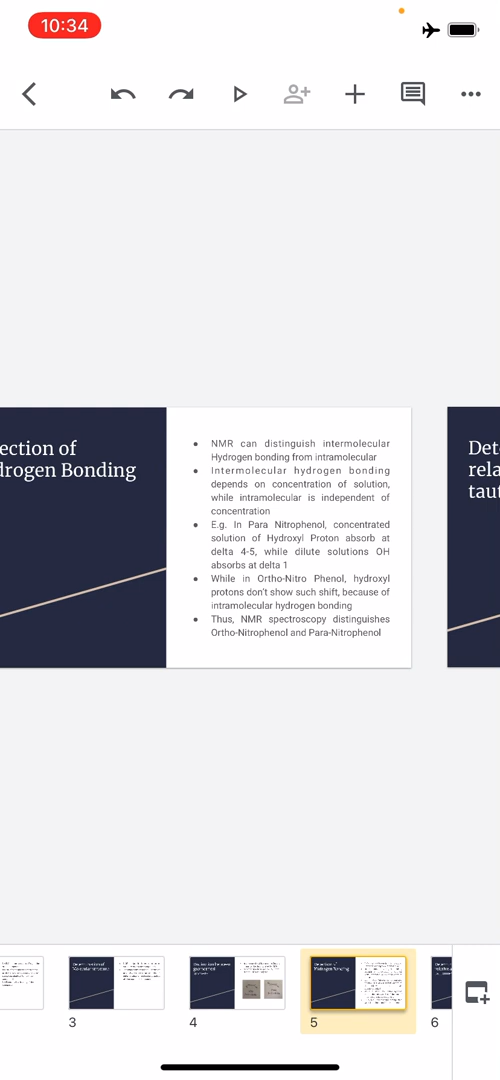 10:34
ection of
drogen Bonding
● NMR can distinguish intermolecular
Hydrogen bonding from intramolecular
● Intermolecular hydrogen bonding
depends on concentration of solution,
while intramolecular is independent of
concentration
● E.g. In Para Nitrophenol, concentrated
solution of Hydroxyl Proton absorb at
delta 4-5, while dilute solutions OH
absorbs at delta 1
● While in Ortho-Nitro Phenol, hydroxyl
protons don't show such shift, because of
intramolecular hydrogen bonding
● Thus, NMR spectroscopy distinguishes
Ortho-Nitrophenol and Para-Nitrophenol
Det
rela
taut
Detection of
Hydrogen Bonding
3
4
5
6